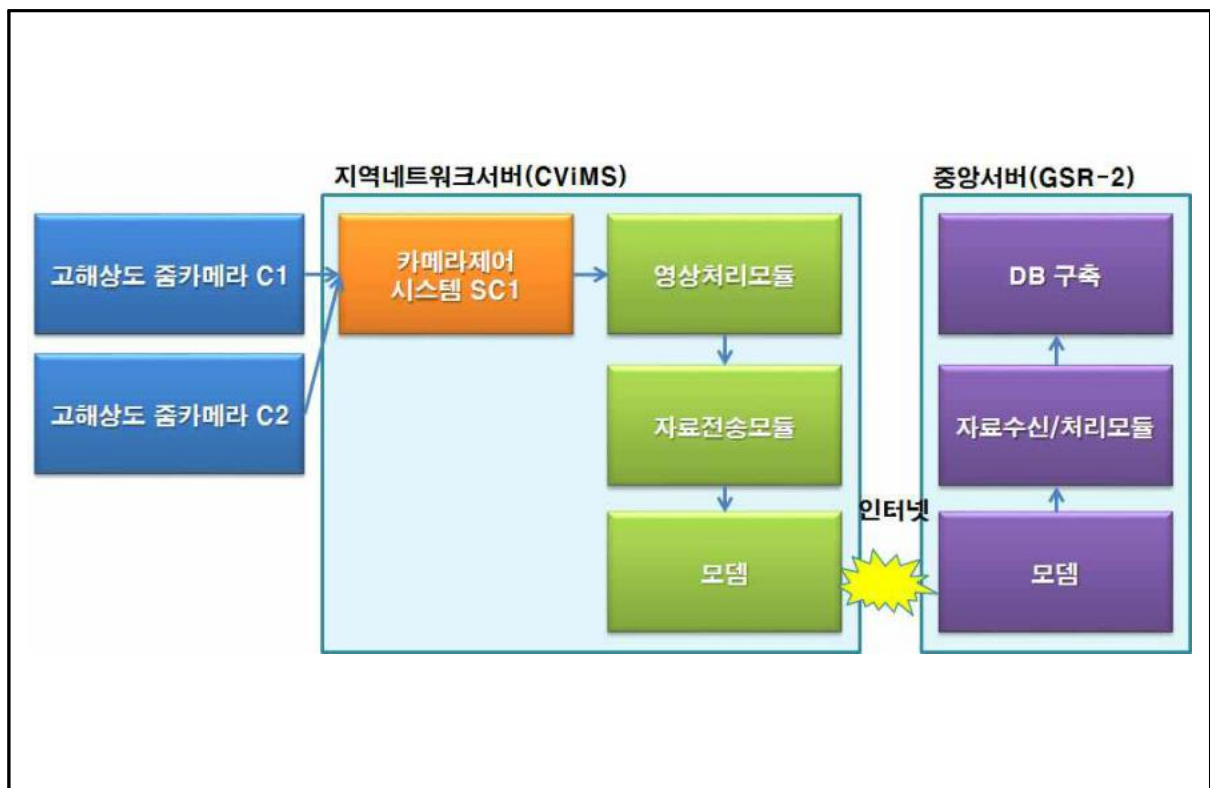 지역네트워크서버(CViMS)
중앙서버(GSR-2)
고해상도 줌카메라 C1
카메라제어
시스템 SC1
영상처리모듈
DB 구축
고해상도 줌카메라 C2
자료전송모듈
자료수신/처리모듈
인터넷
모뎀
모뎀